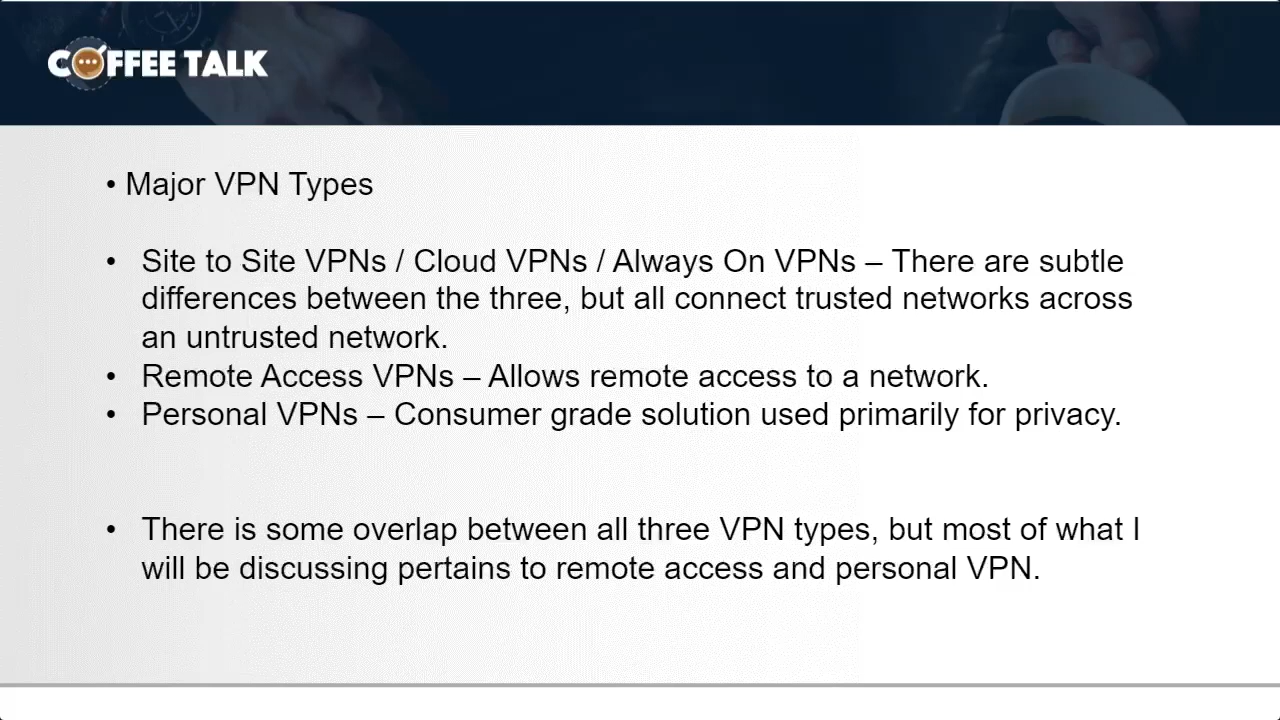 COFFEE TALK
• Major VPN Types
• Site to Site VPNs / Cloud VPNs / Always On VPNs – There are subtle
differences between the three, but all connect trusted networks across
an untrusted network.
• Remote Access VPNs – Allows remote access to a network.
• Personal VPNs – Consumer grade solution used primarily for privacy.
• There is some overlap between all three VPN types, but most of what I
will be discussing pertains to remote access and personal VPN.